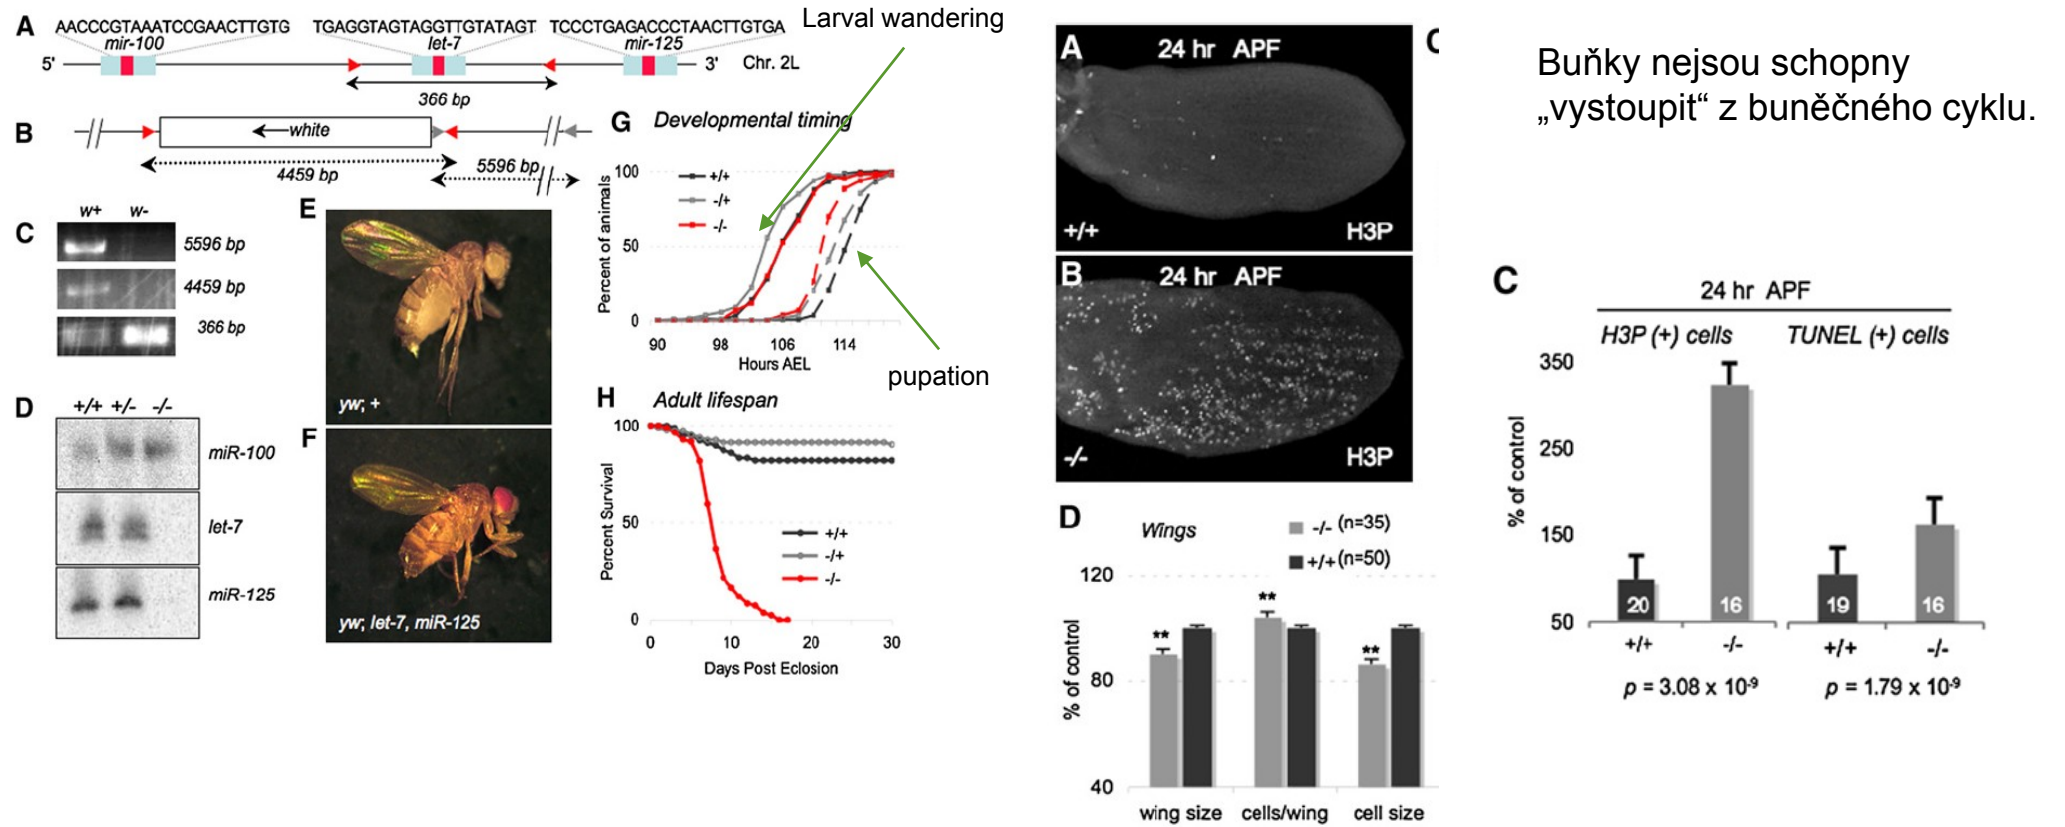 A
AACCCGTAAATCCGAACTTGTG
TGAGGTAGTAGGTTGTATAGT
TCCCTGAGACCCTAACTTGTGA
mir-100
let-7
mir-125
5'
3'
Chr. 2L
366 bp
B
white
4459 bp
5596 bp
C
w+
w-
5596 bp
4459 bp
366 bp
D
+/+
+/-
-/-
miR-100
let-7
miR-125
E
yw; +
F
yw; let-7, miR-125
Larval wandering
G
Developmental timing
Percent of animals
100
50
0
+/+
-/+
-/-
90
98
106
114
Hours AEL
pupation
H
Adult lifespan
Percent Survival
100
50
0
+/+
-/+
-/-
0
10
20
30
Days Post Eclosion
A
24 hr APF
+/+
H3P
B
24 hr APF
-/-
H3P
D
Wings
-/- (n=35)
+/+ (n=50)
% of control
120
80
40
**
**
**
wing size
cells/wing
cell size
Buňky nejsou schopny
„vystoupit“ z buněčného cyklu.
C
24 hr APF
H3P (+) cells
TUNEL (+) cells
% of control
350
250
150
50
20
16
19
16
+/+
-/-
+/+
-/-
p = 3.08 x 10-9
p = 1.79 x 10-9